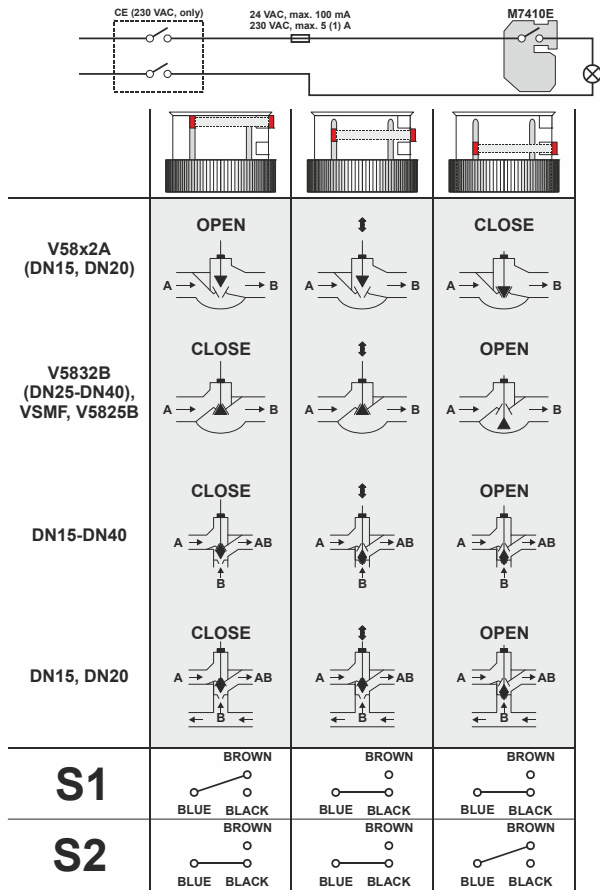 CE (230 VAC, only)
24 VAC, max. 100 mA
230 VAC, max. 5 (1) A
M7410E
V58x2A
(DN15, DN20)
OPEN
CLOSE
A B
A B
A B
V5832B
(DN25-DN40),
VSMF, V5825B
CLOSE
OPEN
A B
A B
A B
DN15-DN40
CLOSE
OPEN
A AB
B
A AB
B
A AB
B
DN15, DN20
CLOSE
OPEN
A AB
B
A AB
B
A AB
B
S1
BROWN
BLUE BLACK
BROWN
BLUE BLACK
BROWN
BLUE BLACK
S2
BROWN
BLUE BLACK
BROWN
BLUE BLACK
BROWN
BLUE BLACK